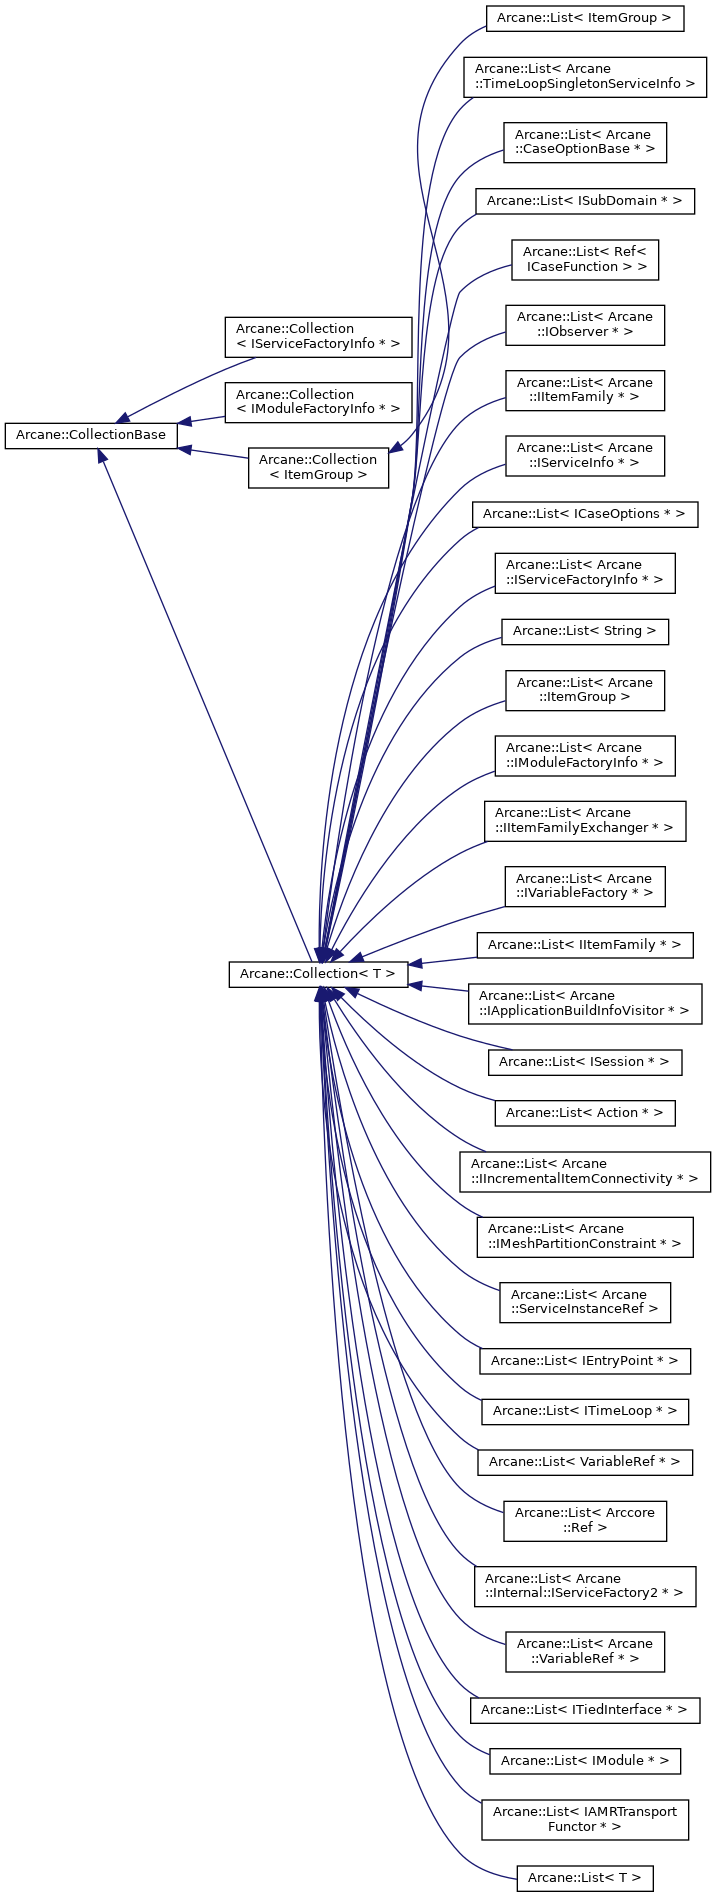 Arcane::List< ItemGroup >
Arcane::List< Arcane
::TimeLoopSingletonServiceInfo >
Arcane::List< Arcane
::CaseOptionBase * >
Arcane::List< ISubDomain * >
Arcane::List< Ref<
ICaseFunction > >
Arcane::List< Arcane
::IObserver * >
Arcane::Collection
< IServiceFactoryInfo * >
Arcane::List< Arcane
::IItemFamily * >
Arcane::Collection
< IModuleFactoryInfo * >
Arcane::CollectionBase
Arcane::List< Arcane
::IServiceInfo * >
Arcane::Collection
< ItemGroup >
Arcane::List< ICaseOptions * >
Arcane::List< Arcane
::IServiceFactoryInfo * >
Arcane::List< String >
Arcane::List< Arcane
::ItemGroup >
Arcane::List< Arcane
::IModuleFactoryInfo * >
Arcane::List< Arcane
::IItemFamilyExchanger * >
Arcane::List< Arcane
::IVariableFactory * >
Arcane::List< IItemFamily * >
Arcane::Collection< T >
Arcane::List< Arcane
::IApplicationBuildInfoVisitor * >
Arcane::List< ISession * >
Arcane::List< Action * >
Arcane::List< Arcane
::IIncrementalItemConnectivity * >
Arcane::List< Arcane
::IMeshPartitionConstraint * >
Arcane::List< Arcane
::ServiceInstanceRef >
Arcane::List< IEntryPoint * >
Arcane::List< ITimeLoop * >
Arcane::List< VariableRef * >
Arcane::List< Arccore
::Ref >
Arcane::List< Arcane
::Internal::IServiceFactory2 * >
Arcane::List< Arcane
::VariableRef * >
Arcane::List< ITiedInterface * >
Arcane::List< IModule * >
Arcane::List< IAMRTransport
Functor * >
Arcane::List< T >